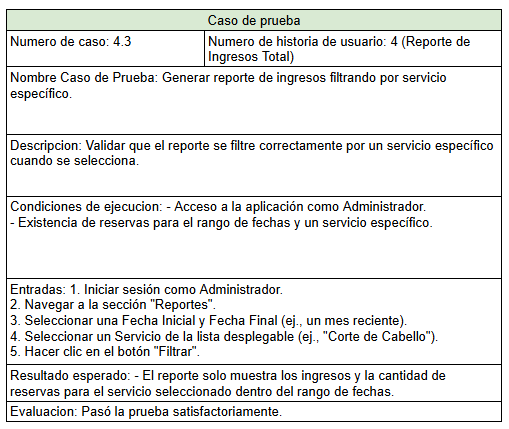 Caso de prueba
Numero de caso: 4.3
Numero de historia de usuario: 4 (Reporte de
Ingresos Total)
Nombre Caso de Prueba: Generar reporte de ingresos filtrando por servicio
específico.
Descripcion: Validar que el reporte se filtre correctamente por un servicio específico
cuando se selecciona.
Condiciones de ejecucion: - Acceso a la aplicación como Administrador.
- Existencia de reservas para el rango de fechas y un servicio específico.
Entradas: 1. Iniciar sesión como Administrador.
2. Navegar a la sección "Reportes".
3. Seleccionar una Fecha Inicial y Fecha Final (ej., un mes reciente).
4. Seleccionar un Servicio de la lista desplegable (ej., "Corte de Cabello").
5. Hacer clic en el botón "Filtrar".
Resultado esperado: - El reporte solo muestra los ingresos y la cantidad de
reservas para el servicio seleccionado dentro del rango de fechas.
Evaluacion: Pasó la prueba satisfactoriamente.